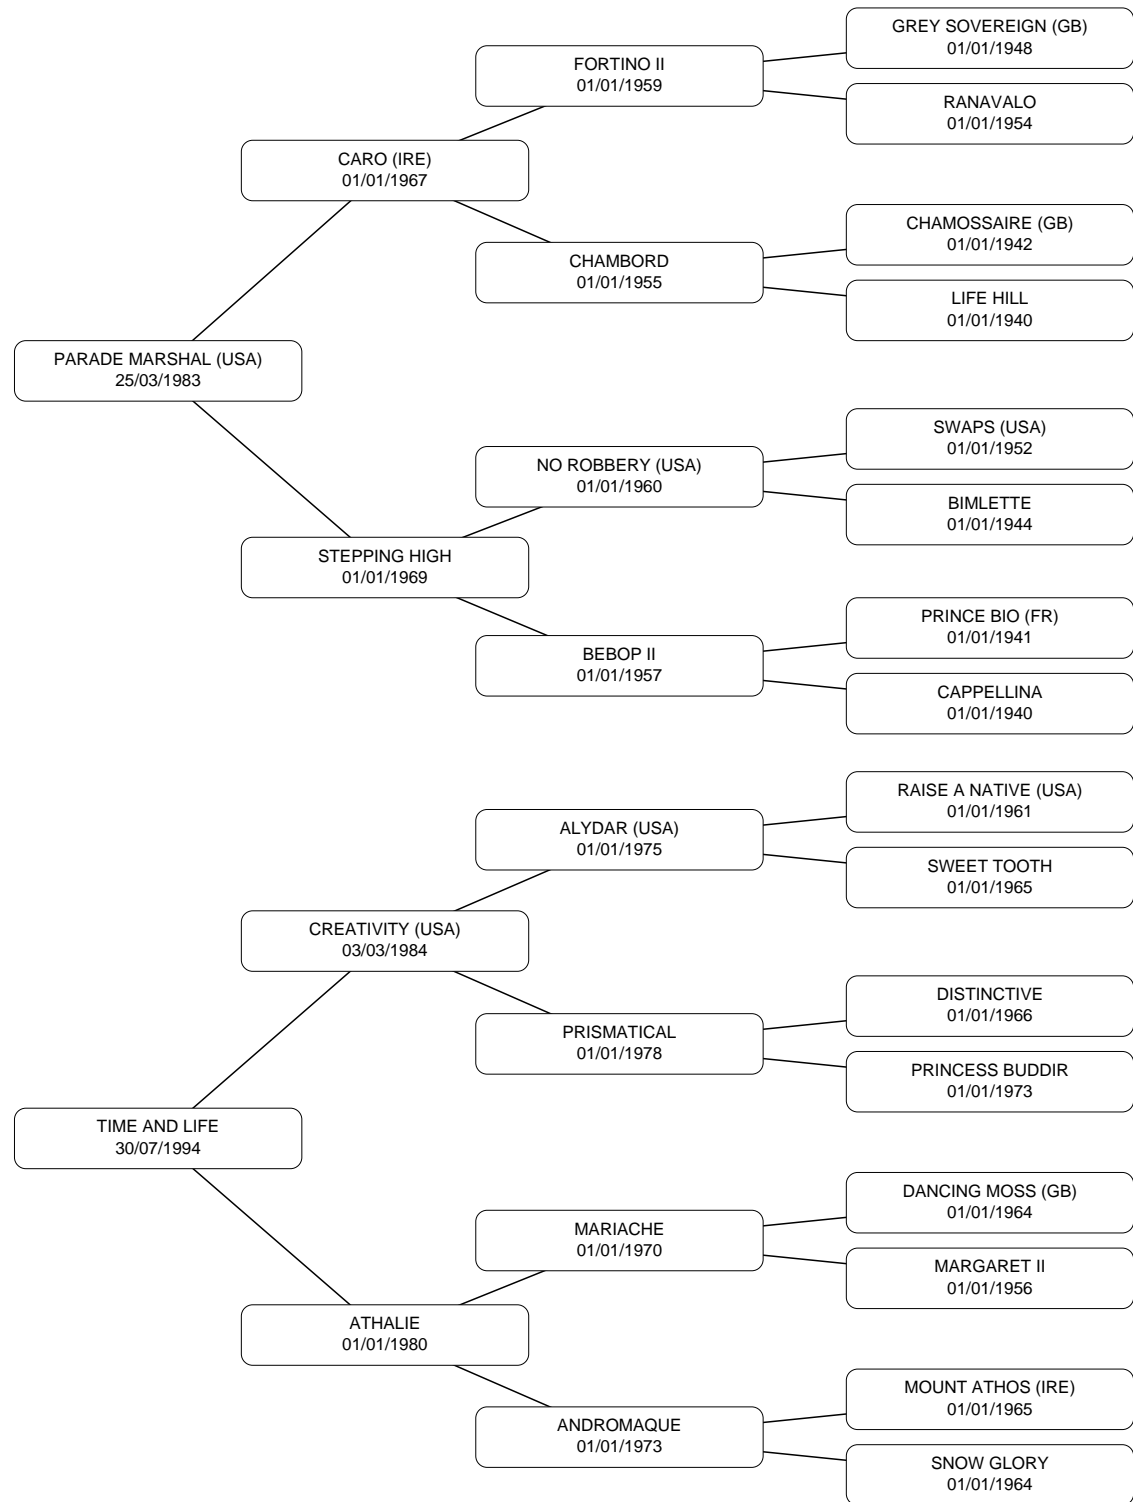 GREY SOVEREIGN (GB)
01/01/1948
FORTINO II
01/01/1959
RANAVALO
01/01/1954
CARO (IRE)
01/01/1967
CHAMOSSAIRE (GB)
01/01/1942
CHAMBORD
01/01/1955
LIFE HILL
01/01/1940
PARADE MARSHAL (USA)
25/03/1983
SWAPS (USA)
01/01/1952
NO ROBBERY (USA)
01/01/1960
BIMLETTE
01/01/1944
STEPPING HIGH
01/01/1969
PRINCE BIO (FR)
01/01/1941
BEBOP II
01/01/1957
CAPPELLINA
01/01/1940
RAISE A NATIVE (USA)
01/01/1961
ALYDAR (USA)
01/01/1975
SWEET TOOTH
01/01/1965
CREATIVITY (USA)
03/03/1984
DISTINCTIVE
01/01/1966
PRISMATICAL
01/01/1978
PRINCESS BUDDIR
01/01/1973
TIME AND LIFE
30/07/1994
DANCING MOSS (GB)
01/01/1964
MARIACHE
01/01/1970
MARGARET II
01/01/1956
ATHALIE
01/01/1980
MOUNT ATHOS (IRE)
01/01/1965
ANDROMAQUE
01/01/1973
SNOW GLORY
01/01/1964